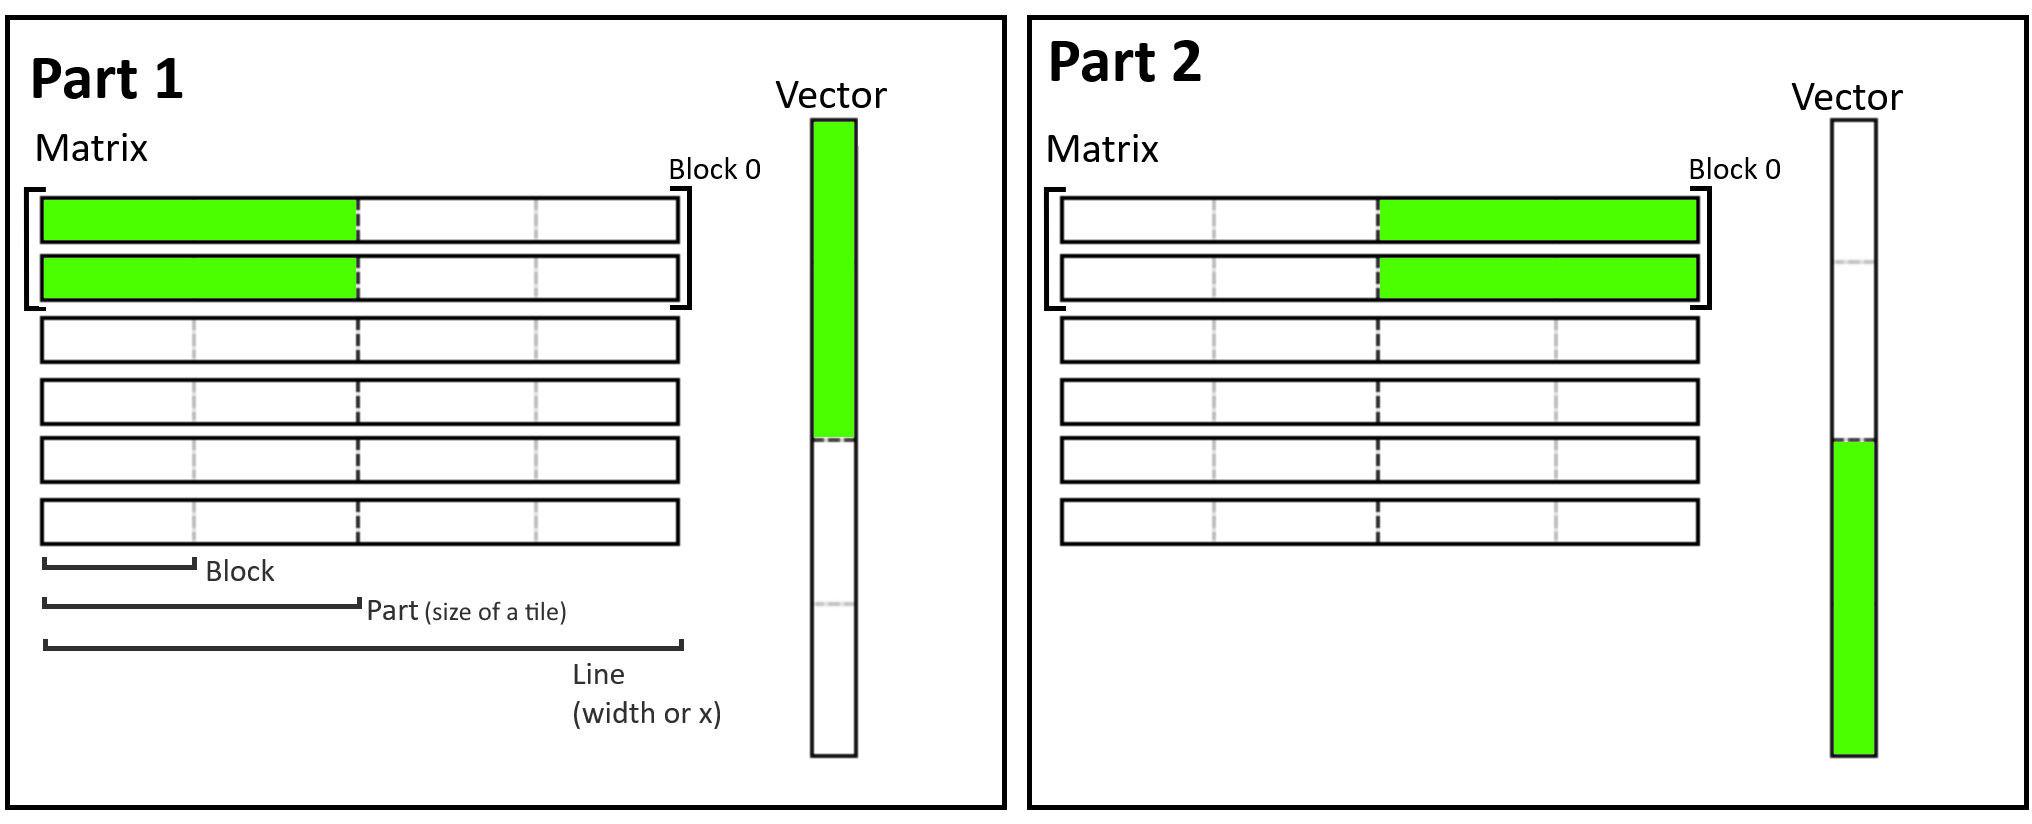 Part 1
Vector
Matrix
Block 0
Block
Part (size of a tile)
Line
(width or x)
Part 2
Vector
Matrix
Block 0